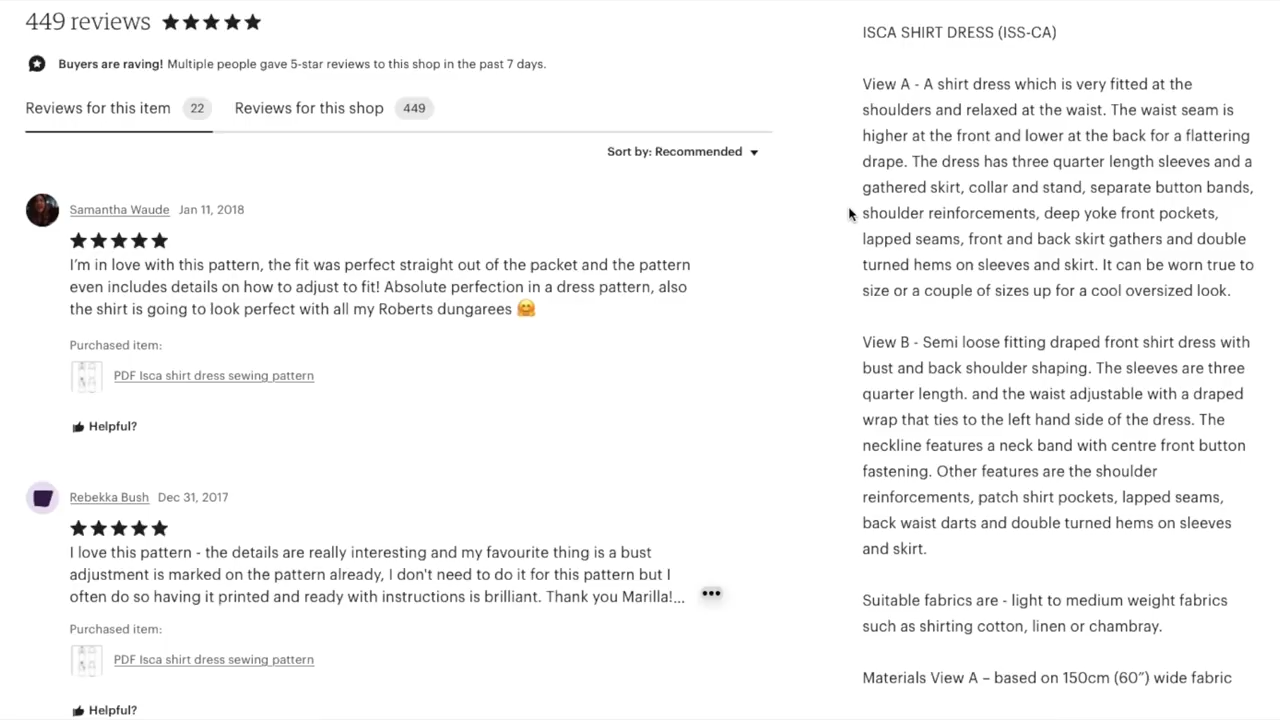 449 reviews
Buyers are raving! Multiple people gave 5-star reviews to this shop in the past 7 days.
Reviews for this item 22 Reviews for this shop 449
Sort by: Recommended
Samantha Waude Jan 11, 2018
I'm in love with this pattern, the fit was perfect straight out of the packet and the pattern
even includes details on how to adjust to fit! Absolute perfection in a dress pattern, also
the shirt is going to look perfect with all my Roberts dungarees 🤗
Purchased item:
PDF Isca shirt dress sewing pattern
Helpful?
Rebekka Bush Dec 31, 2017
I love this pattern - the details are really interesting and my favourite thing is a bust
adjustment is marked on the pattern already, I don't need to do it for this pattern but I
often do so having it printed and ready with instructions is brilliant. Thank you Marilla!...
Purchased item:
PDF Isca shirt dress sewing pattern
Helpful?
ISCA SHIRT DRESS (ISS-CA)
View A - A shirt dress which is very fitted at the
shoulders and relaxed at the waist. The waist seam is
higher at the front and lower at the back for a flattering
drape. The dress has three quarter length sleeves and a
gathered skirt, collar and stand, separate button bands,
shoulder reinforcements, deep yoke front pockets,
lapped seams, front and back skirt gathers and double
turned hems on sleeves and skirt. It can be worn true to
size or a couple of sizes up for a cool oversized look.
View B - Semi loose fitting draped front shirt dress with
bust and back shoulder shaping. The sleeves are three
quarter length. and the waist adjustable with a draped
wrap that ties to the left hand side of the dress. The
neckline features a neck band with centre front button
fastening. Other features are the shoulder
reinforcements, patch shirt pockets, lapped seams,
back waist darts and double turned hems on sleeves
and skirt.
Suitable fabrics are - light to medium weight fabrics
such as shirting cotton, linen or chambray.
Materials View A – based on 150cm (60”) wide fabric